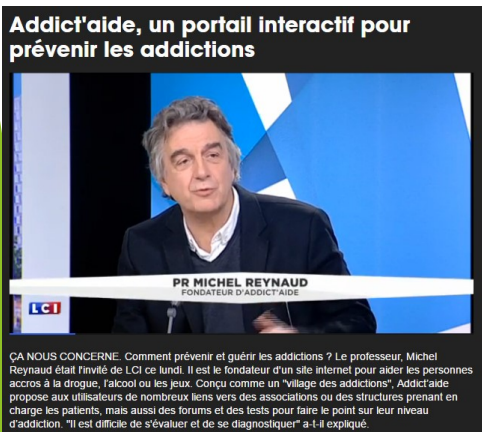 Addict'aide, un portail interactif pour
prévenir les addictions
PR MICHEL REYNAUD
FONDATEUR D'ADDICT'AIDE
LCI
ÇA NOUS CONCERNE. Comment prévenir et guérir les addictions ? Le professeur, Michel
Reynaud était l'invité de LCI ce lundi. Il est le fondateur d'un site internet pour aider les personnes
accros à la drogue, l'alcool ou les jeux. Conçu comme un "village des addictions", Addict'aide
propose aux utilisateurs de nombreux liens vers des associations ou des structures prenant en
charge les patients, mais aussi des forums et des tests pour faire le point sur leur niveau
d'addiction. "Il est difficile de s'évaluer et de se diagnostiquer" a-t-il expliqué.